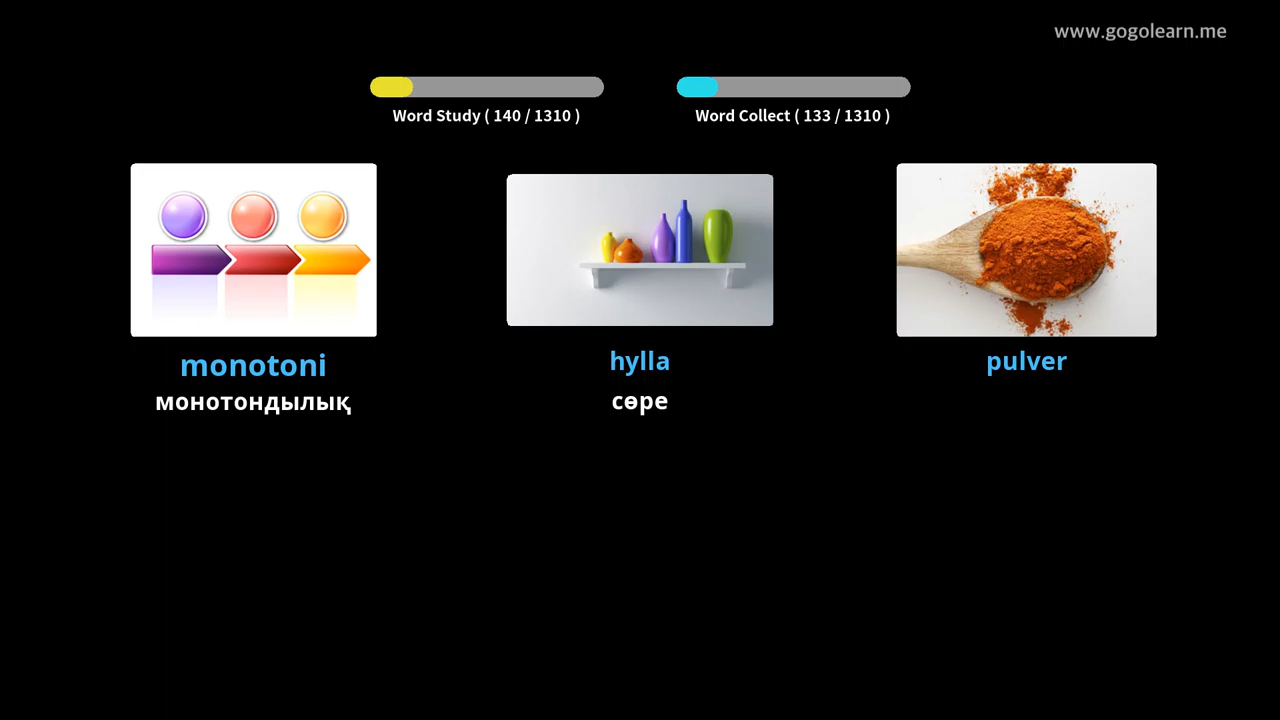 www.gogolearn.me
Word Study ( 140 / 1310 )
Word Collect ( 133 / 1310 )
monotoni
монотондылық
hylla
сөре
pulver